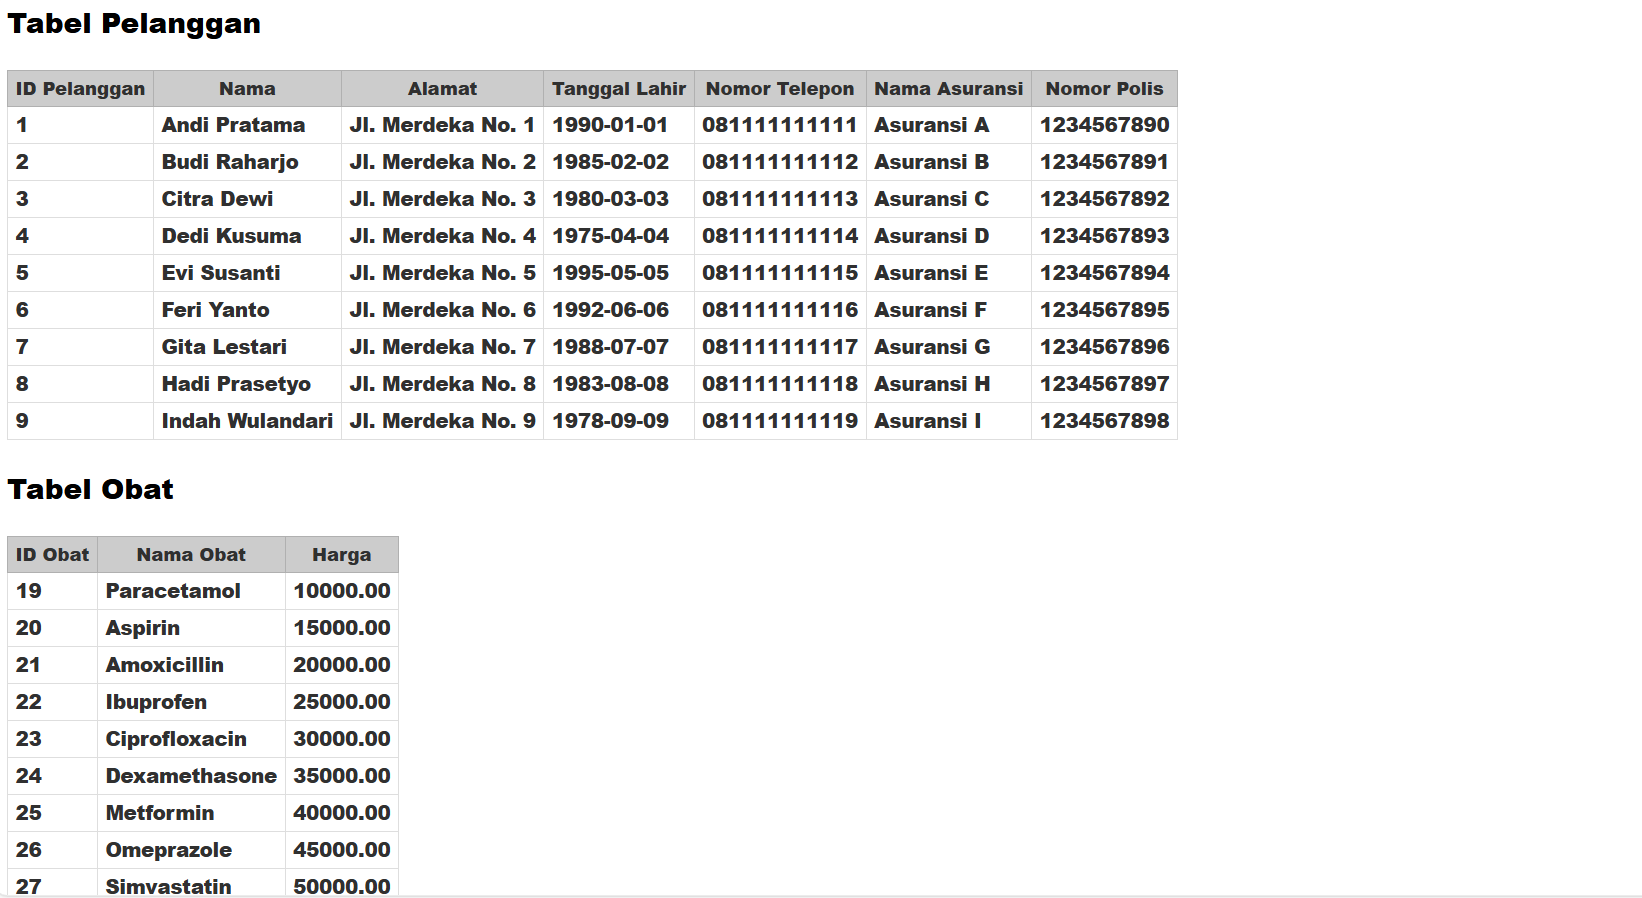 Tabel Pelanggan
ID Pelanggan Nama Alamat Tanggal Lahir Nomor Telepon Nama Asuransi Nomor Polis
1 Andi Pratama Jl. Merdeka No. 1 1990-01-01 081111111111 Asuransi A 1234567890
2 Budi Raharjo Jl. Merdeka No. 2 1985-02-02 081111111112 Asuransi B 1234567891
3 Citra Dewi Jl. Merdeka No. 3 1980-03-03 081111111113 Asuransi C 1234567892
4 Dedi Kusuma Jl. Merdeka No. 4 1975-04-04 081111111114 Asuransi D 1234567893
5 Evi Susanti Jl. Merdeka No. 5 1995-05-05 081111111115 Asuransi E 1234567894
6 Feri Yanto Jl. Merdeka No. 6 1992-06-06 081111111116 Asuransi F 1234567895
7 Gita Lestari Jl. Merdeka No. 7 1988-07-07 081111111117 Asuransi G 1234567896
8 Hadi Prasetyo Jl. Merdeka No. 8 1983-08-08 081111111118 Asuransi H 1234567897
9 Indah Wulandari Jl. Merdeka No. 9 1978-09-09 081111111119 Asuransi I 1234567898
Tabel Obat
ID Obat Nama Obat Harga
19 Paracetamol 10000.00
20 Aspirin 15000.00
21 Amoxicillin 20000.00
22 Ibuprofen 25000.00
23 Ciprofloxacin 30000.00
24 Dexamethasone 35000.00
25 Metformin 40000.00
26 Omeprazole 45000.00
27 Simvastatin 50000.00